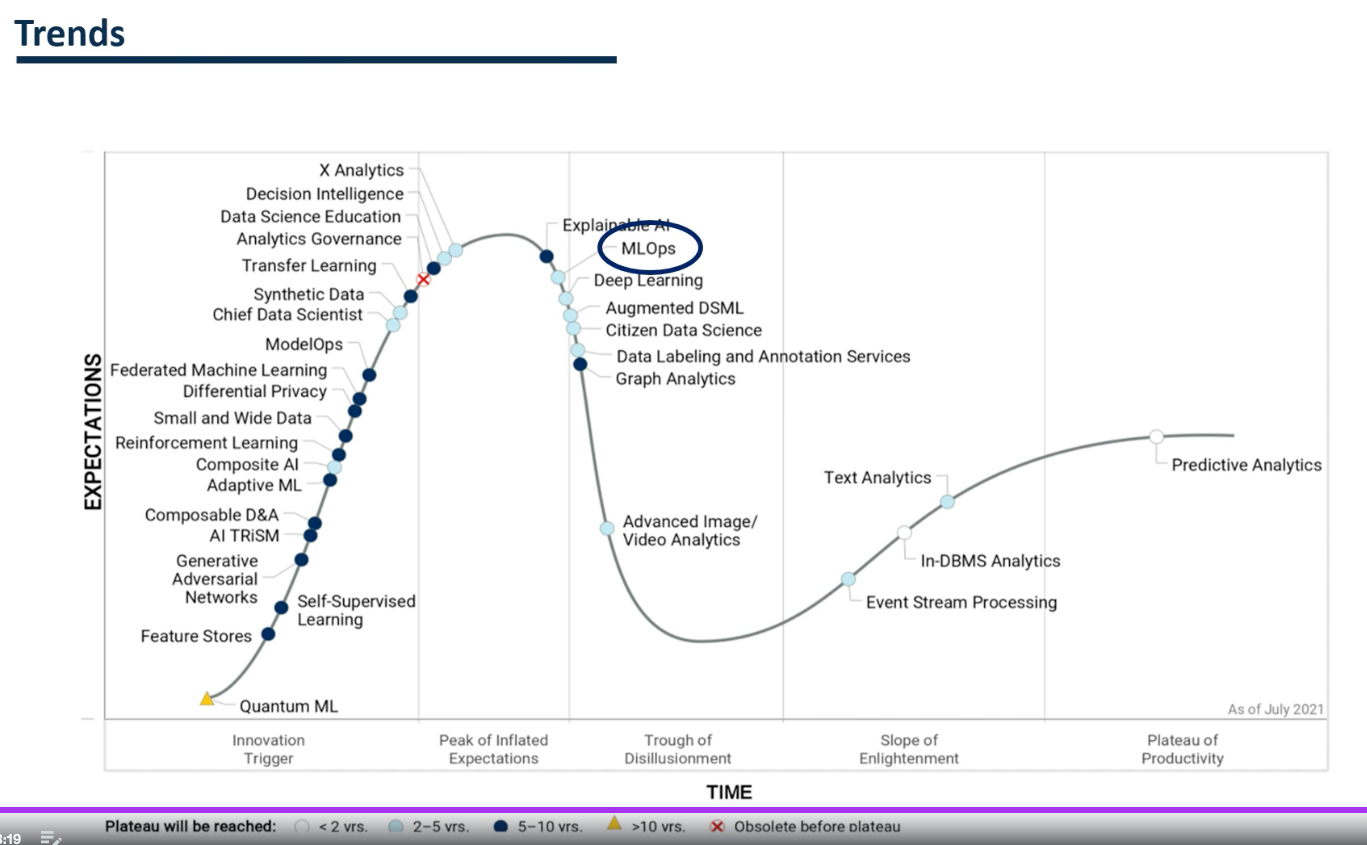 Trends
X Analytics
Decision Intelligence
Data Science Education
Analytics Governance
Transfer Learning
Synthetic Data
Chief Data Scientist
ModelOps
Federated Machine Learning
Differential Privacy
Small and Wide Data
Reinforcement Learning
Composite AI
Adaptive ML
Composable D&A
AI TRiSM
Generative
Adversarial
Networks
Self-Supervised
Learning
Feature Stores
Quantum ML
Explainable AI
MLOps
Deep Learning
Augmented DSML
Citizen Data Science
Data Labeling and Annotation Services
Graph Analytics
Advanced Image/
Video Analytics
Text Analytics
In-DBMS Analytics
Event Stream Processing
Predictive Analytics
As of July 2021
EXPECTATIONS
Innovation
Trigger
Peak of Inflated
Expectations
Trough of
Disillusionment
Slope of
Enlightenment
Plateau of
Productivity
TIME
Plateau will be reached: < 2 yrs. 2–5 yrs. 5–10 yrs. >10 yrs. Obsolete before plateau